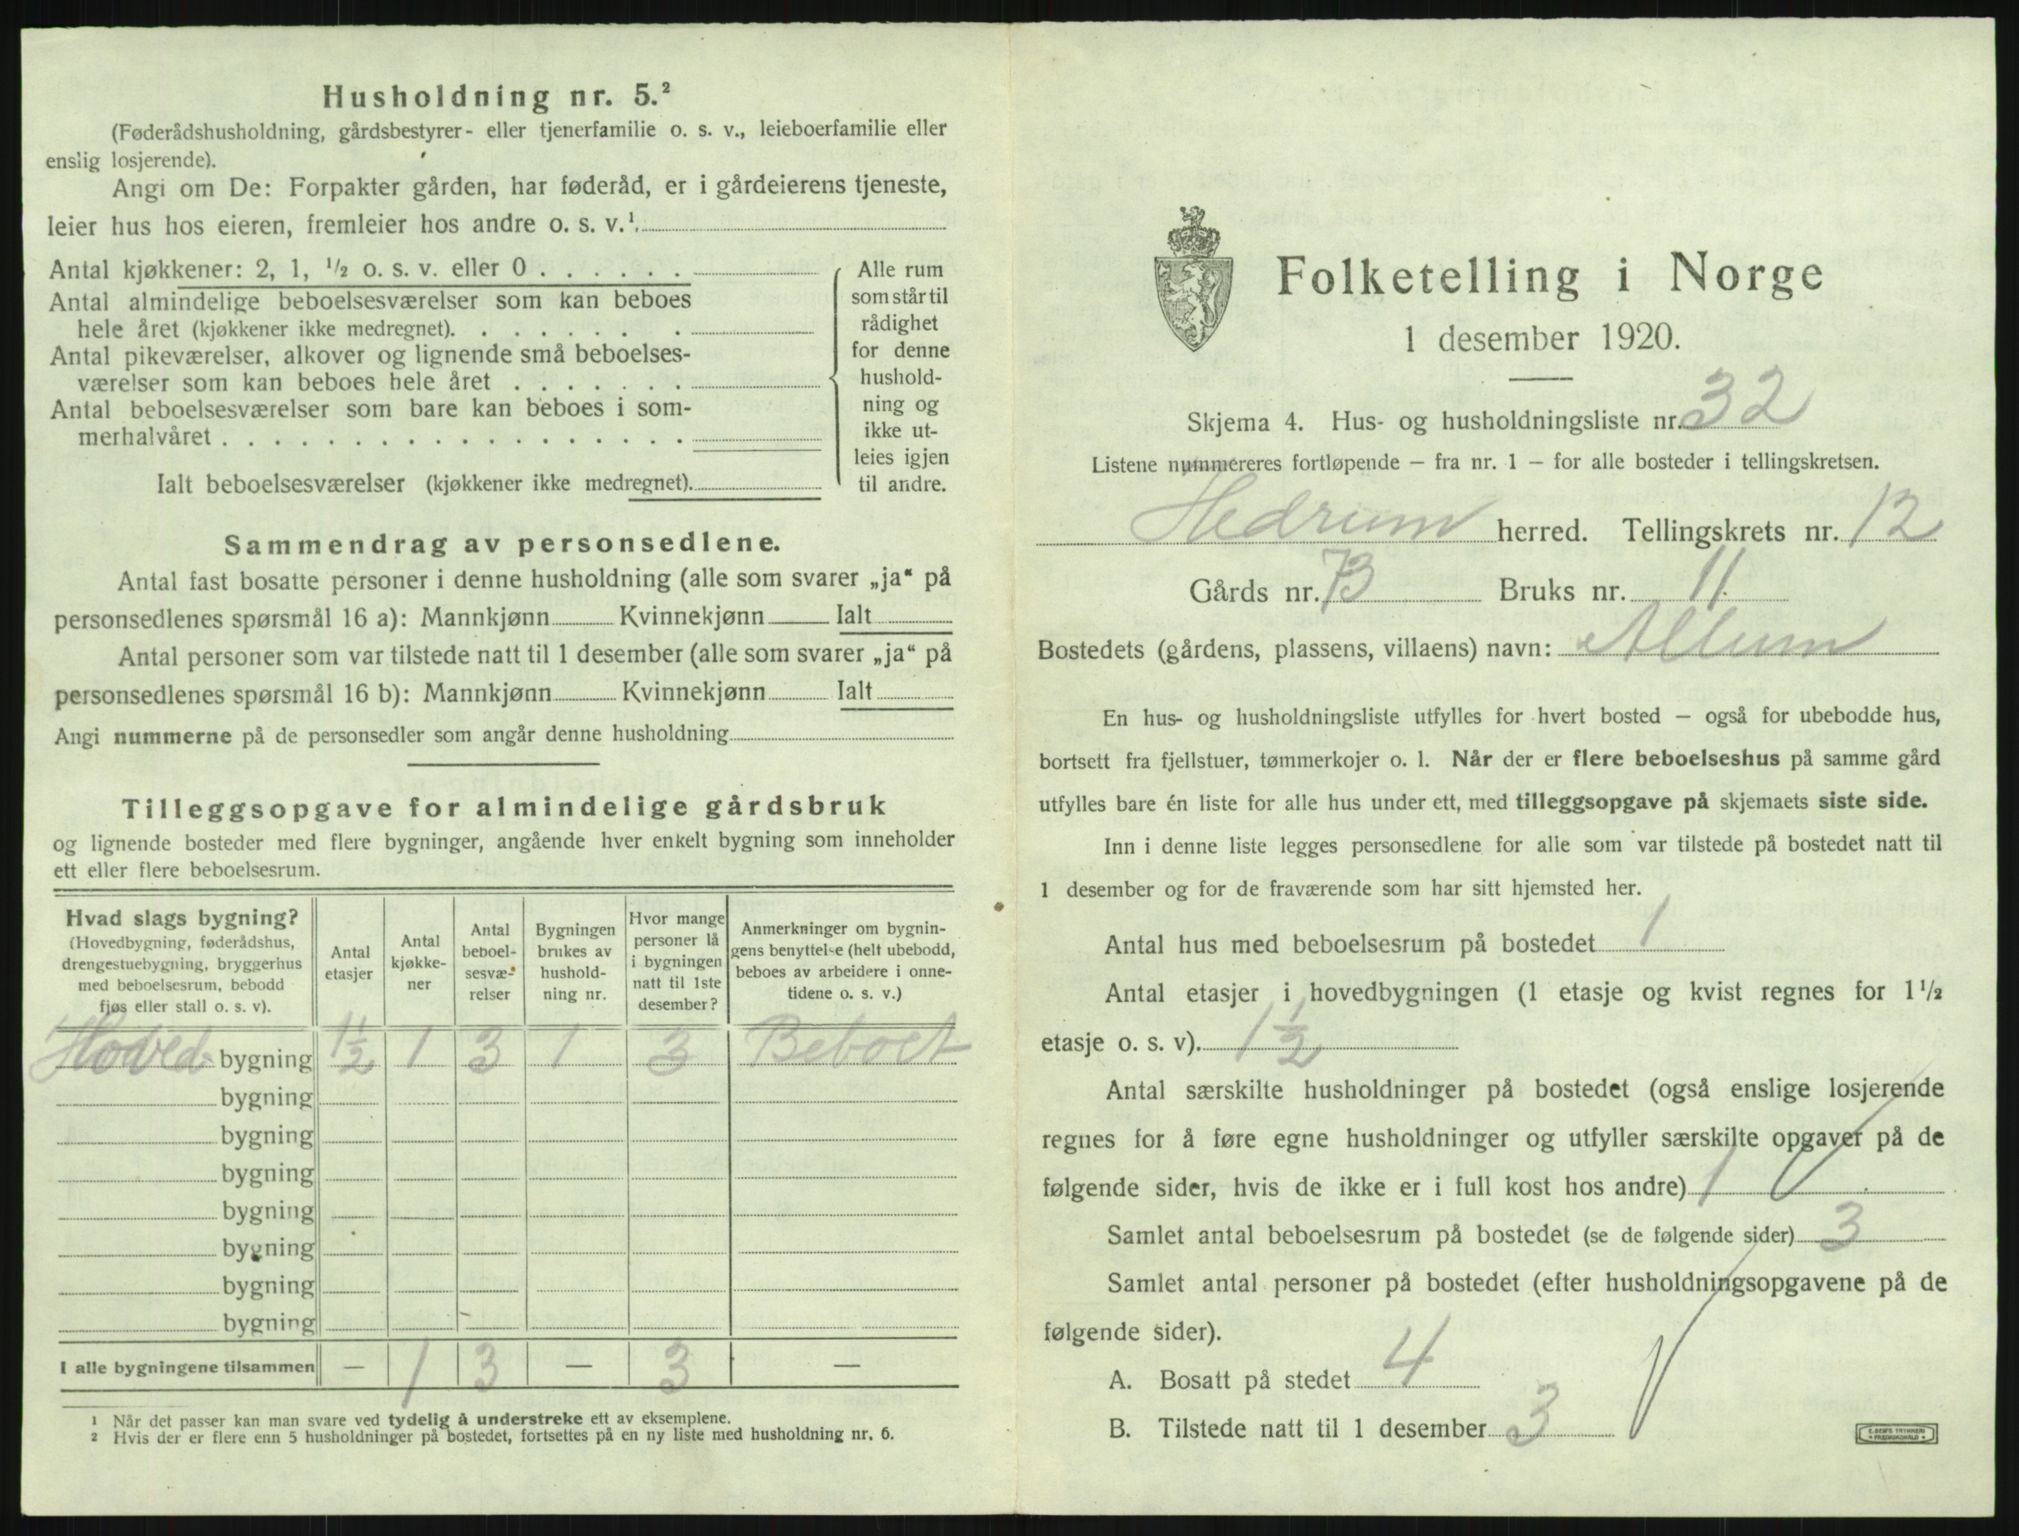 Husholdning nr. 5.²
(Føderådshusholdning, gårdsbestyrer- eller tjenerfamilie o. s. v., leieboerfamilie eller
enslig losjerende).
Angi om De: Forpakter gården, har føderåd, er i gårdeierens tjeneste,
leier hus hos eieren, fremleier hos andre o. s. v.¹.
Antal kjøkkener: 2, 1, ¹/₂ o. s. v. eller 0 . . . . . .
Antal almindelige beboelsesværelser som kan beboes
hele året (kjøkkener ikke medregnet). . . . . . . . .
Antal pikeværelser, alkover og lignende små beboelses-
værelser som kan beboes hele året . . . . . . .
Antal beboelsesværelser som bare kan beboes i som-
merhalvåret . . . . . . . . . . . . . . . . . .
Ialt beboelsesværelser (kjøkkener ikke medregnet).
Alle rum
som står til
rådighet
for denne
hushold-
ning og
ikke ut-
leies igjen
til andre.
Sammendrag av personsedlene.
Antal fast bosatte personer i denne husholdning (alle som svarer „ja“ på
personsedlenes spørsmål 16 a): Mannkjønn Kvinnekjønn Ialt
Antal personer som var tilstede natt til 1 desember (alle som svarer „ja“ på
personsedlenes spørsmål 16 b): Mannkjønn Kvinnekjønn Ialt
Angi nummerne på de personsedler som angår denne husholdning
Tilleggsopgave for almindelige gårdsbruk
og lignende bosteder med flere bygninger, angående hver enkelt bygning som inneholder
ett eller flere beboelsesrum.
Hvad slags bygning?
(Hovedbygning, føderådshus,
drengestuebygning, bryggerhus
med beboelsesrum, bebodd
fjøs eller stall o. s. v).
Antal
etasjer
Antal
kjøkke-
ner
Antal
beboel-
sesvæ-
relser
Bygningen
brukes av
hushold-
ning nr.
Hvor mange
personer lå
i bygningen
natt til 1ste
desember?
Anmerkninger om bygnin-
gens benyttelse (helt ubebodd,
beboes av arbeidere i onne-
tidene o. s. v.)
Hoved- bygning 1½ 1 3 1 3 Beboet
bygning
bygning
bygning
bygning
bygning
bygning
bygning
I alle bygningene tilsammen — 1 3 — 3 —
¹ Når det passer kan man svare ved tydelig å understreke ett av eksemplene.
² Hvis der er flere enn 5 husholdninger på bostedet, fortsettes på en ny liste med husholdning nr. 6.
Folketelling i Norge
1 desember 1920.
Skjema 4. Hus- og husholdningsliste nr. 32
Listene nummereres fortløpende — fra nr. 1 — for alle bosteder i tellingskretsen.
Hedrum herred. Tellingskrets nr. 12
Gårds nr. 73 Bruks nr. 11.
Bostedets (gårdens, plassens, villaens) navn: Allum
En hus- og husholdningsliste utfylles for hvert bosted — også for ubebodde hus,
bortsett fra fjellstuer, tømmerkojer o. l. Når der er flere beboelseshus på samme gård
utfylles bare én liste for alle hus under ett, med tilleggsopgave på skjemaets siste side.
Inn i denne liste legges personsedlene for alle som var tilstede på bostedet natt til
1 desember og for de fraværende som har sitt hjemsted her.
Antal hus med beboelsesrum på bostedet 1
Antal etasjer i hovedbygningen (1 etasje og kvist regnes for 1¹/₂
etasje o. s. v). 1½
Antal særskilte husholdninger på bostedet (også enslige losjerende
regnes for å føre egne husholdninger og utfyller særskilte opgaver på de
følgende sider, hvis de ikke er i full kost hos andre) 1
Samlet antal beboelsesrum på bostedet (se de følgende sider) 3
Samlet antal personer på bostedet (efter husholdningsopgavene på de
følgende sider).
A. Bosatt på stedet 4
B. Tilstede natt til 1 desember 3